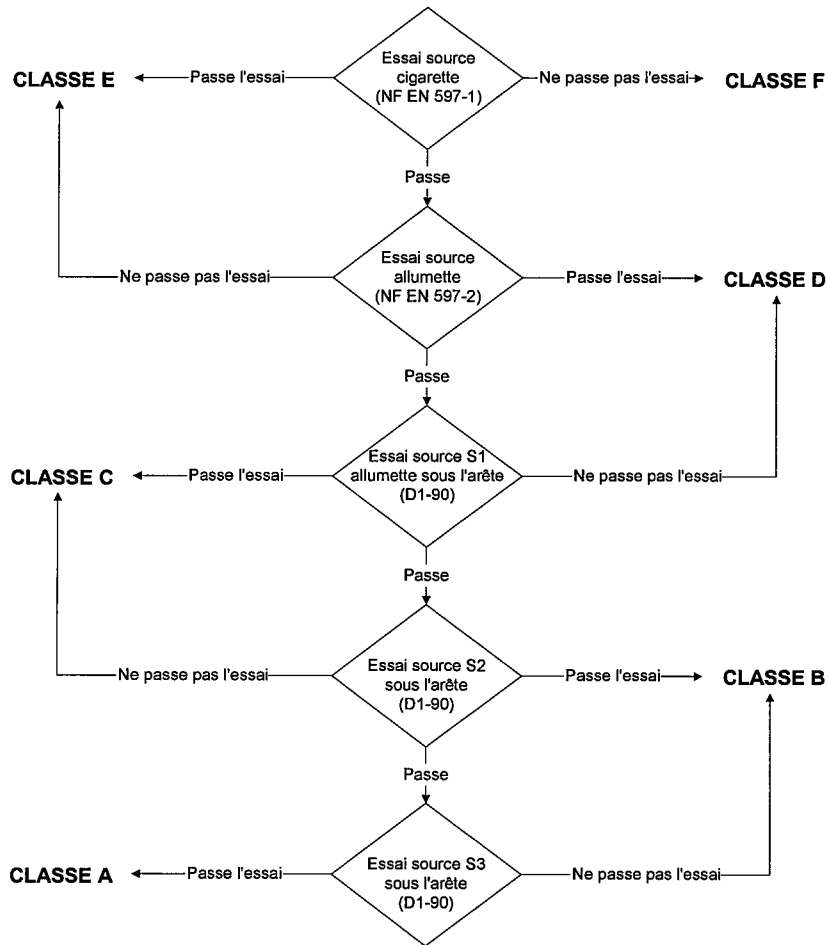 Essai source
cigarette
(NF EN 597-1)
CLASSE E
Passe l'essai
Ne passe pas l'essai
CLASSE F
Passe
Essai source
allumette
(NF EN 597-2)
Ne passe pas l'essai
Passe l'essai
CLASSE D
Passe
Essai source S1
allumette sous l'arête
(D1-90)
CLASSE C
Passe l'essai
Ne passe pas l'essai
Passe
Essai source S2
sous l'arête
(D1-90)
Ne passe pas l'essai
Passe l'essai
CLASSE B
Passe
Essai source S3
sous l'arête
(D1-90)
CLASSE A
Passe l'essai
Ne passe pas l'essai